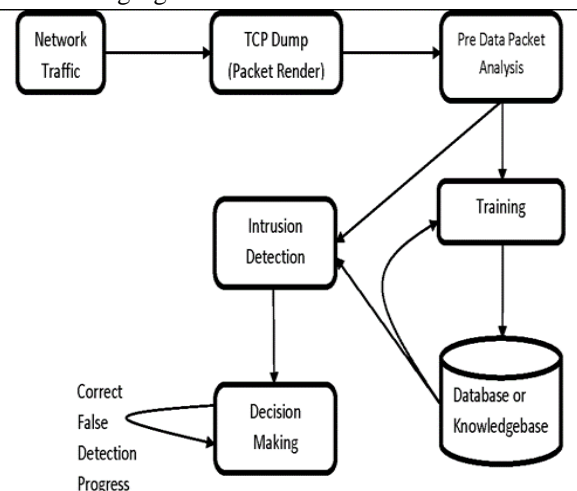 Network
Traffic
TCP Dump
(Packet Render)
Pre Data Packet
Analysis
Training
Intrusion
Detection
Database or
Knowledgebase
Decision
Making
Correct
False
Detection
Progress